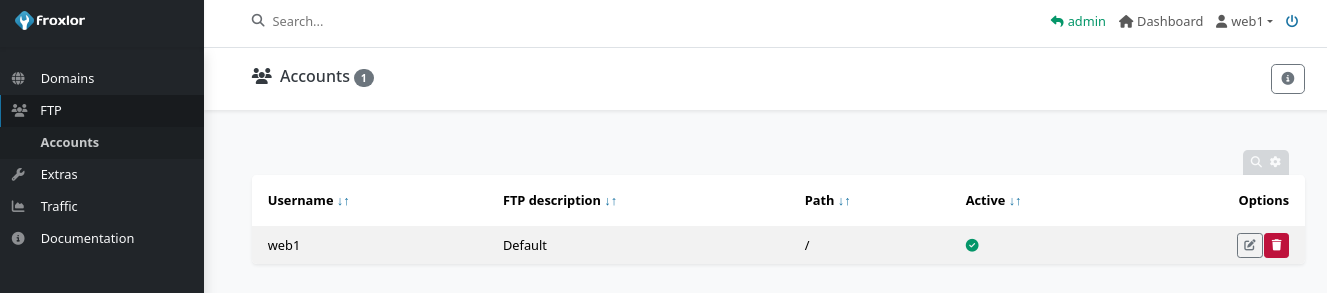 froxlor
Search...
admin Dashboard web1
Domains
FTP
Accounts
Extras
Traffic
Documentation
Accounts 1
Username FTP description Path Active Options
web1 Default /